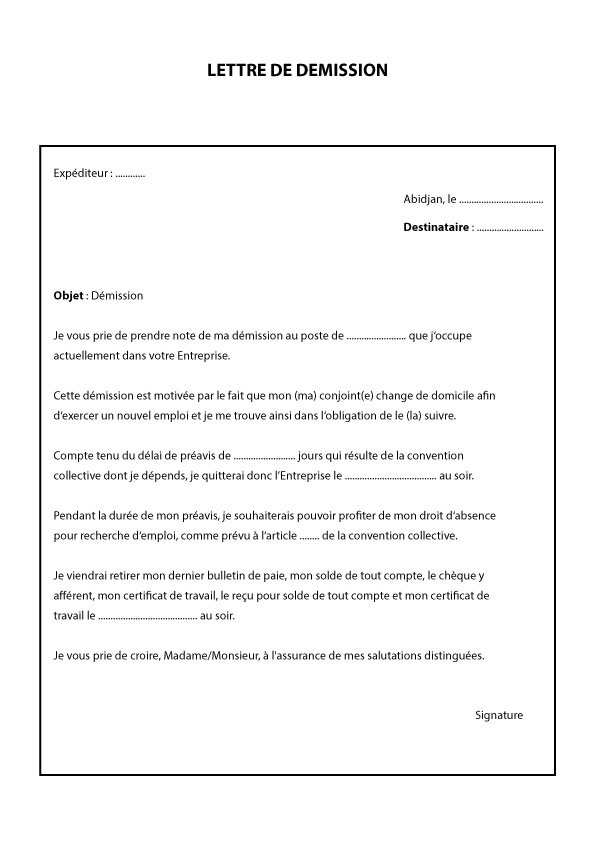 LETTRE DE DEMISSION
Expéditeur : ............
Abidjan, le ..................................
Destinataire : ...........................
Objet : Démission
Je vous prie de prendre note de ma démission au poste de ........................ que j'occupe
actuellement dans votre Entreprise.
Cette démission est motivée par le fait que mon (ma) conjoint(e) change de domicile afin
d'exercer un nouvel emploi et je me trouve ainsi dans l'obligation de le (la) suivre.
Compte tenu du délai de préavis de ......................... jours qui résulte de la convention
collective dont je dépends, je quitterai donc l'Entreprise le ..................................... au soir.
Pendant la durée de mon préavis, je souhaiterais pouvoir profiter de mon droit d'absence
pour recherche d'emploi, comme prévu à l'article ........ de la convention collective.
Je viendrai retirer mon dernier bulletin de paie, mon solde de tout compte, le chèque y
afférent, mon certificat de travail, le reçu pour solde de tout compte et mon certificat de
travail le ........................................ au soir.
Je vous prie de croire, Madame/Monsieur, à l'assurance de mes salutations distinguées.
Signature